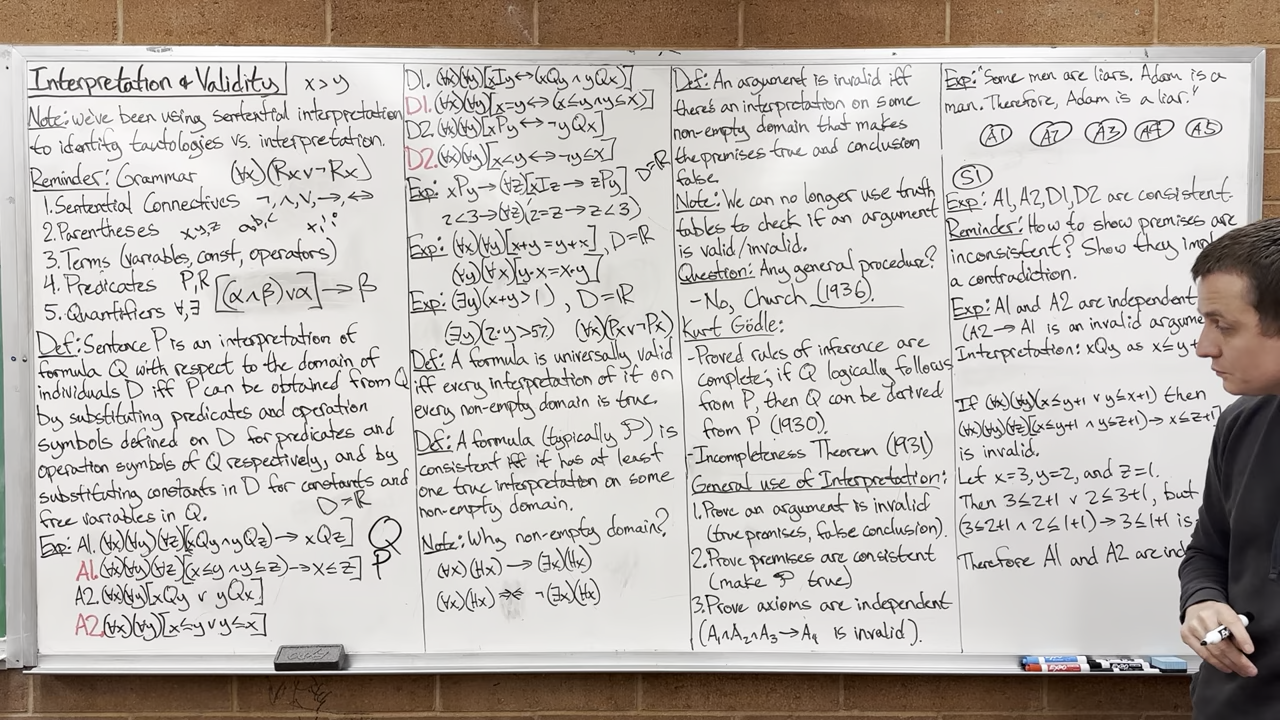 Interpretation & Validity x>y
Note: we've been using sentential interpretation
to identify tautologies vs. interpretation.
Reminder: Grammar (∀x)(Rx∨¬Rx)
1. Sentential Connectives ¬,∧,∨,→,↔
2. Parentheses x,y,z a,b,c
3. Terms (variables, const, operators)
4. Predicates P,R [(α∧β)∨α]→β
5. Quantifiers ∀,∃
Def: Sentence P is an interpretation of
formula Q with respect to the domain of
individuals D iff P can be obtained from Q
by substituting predicates and operation
symbols defined on D for predicates and
operation symbols of Q respectively, and by
substituting constants in D for constants and
free variables in Q. D=ℝ
Exp: A1. (∀x)(∀y)(∀z)[xQy∧yQz)→xQz] Q
A1. (∀x)(∀y)(∀z)[(x≤y∧y≤z)→x≤z] P
A2. (∀x)(∀y)[xQy ∨ yQx]
A2. (∀x)(∀y)[x≤y∨y≤x]
D1. (∀x)(∀y)[xIy↔(xQy∧yQx)]
D1. (∀x)(∀y)[x=y↔(x≤y∧y≤x)]
D2. (∀x)(∀y)[xPy↔¬yQx]
D2. (∀x)(∀y)[x<y↔¬y≤x]
Exp: xPy→(∀z)[xIz→zPy] D=ℝ
2<3→(∀z)(2=z→z<3)
Exp: (∀x)(∀y)[x+y=y+x], D=ℝ
(∀y)(∀x)[y·x=x·y]
Exp: (∃y)(x+y>1), D=ℝ
(∃y)(2·y>57) (∀x)(Px∨¬Px)
Def: A formula is universally valid
iff every interpretation of it on
every non-empty domain is true.
Def: A formula (typically P) is
consistent iff it has at least
one true interpretation on some
non-empty domain.
Note: Why non-empty domain?
(∀x)(Hx)→(∃x)(Hx)
(∀x)(Hx) ¬(∃x)(Hx)
Def: An argument is invalid iff
there's an interpretation on some
non-empty domain that makes
the premises true and conclusion
false.
Note: We can no longer use truth
tables to check if an argument
is valid/invalid.
Question: Any general procedure?
-No, Church (1936).
Kurt Gödle:
-Proved rules of inference are
complete; if Q logically follows
from P, then Q can be derived
from P (1930).
-Incompleteness Theorem (1931)
General use of Interpretation:
1. Prove an argument is invalid
(true premises, false conclusion).
2. Prove premises are consistent
(make P true)
3. Prove axioms are independent
(A₁∧A₂∧A₃→A₄ is invalid).
Exp: "Some men are liars. Adam is a
man. Therefore, Adam is a liar."
A1 A2 A3 A4 A5
S1
Exp: A1, A2, D1, D2 are consistent.
Reminder: How to show premises are
inconsistent? Show they
a contradiction.
Exp: A1 and A2 are independent
(A2→A1 is an invalid
Interpretation: xQy as x≤y+
If (∀x)(∀y)(x≤y+1 ∨ y≤x+1) then
(∀x)(∀y)(∀z)[(x≤y+1 ∧ y≤z+1)→x≤z+1]
is invalid.
Let x=3, y=2, and z=1.
Then 3≤2+1 ∨ 2≤3+1, but
(3≤2+1 ∧ 2≤1+1)→3≤1+1 is
Therefore A1 and A2 are